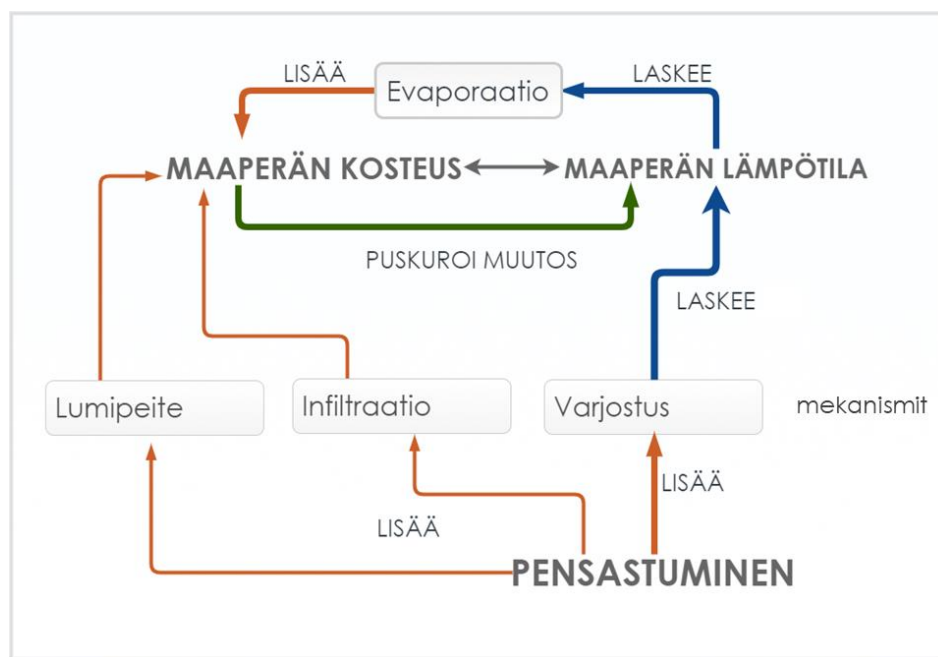 LISÄÄ
Evaporaatio
LASKEE
MAAPERÄN KOSTEUS
MAAPERÄN LÄMPÖTILA
PUSKUROI MUUTOS
LASKEE
Lumipeite
Infiltraatio
Varjostus
mekanismit
LISÄÄ
LISÄÄ
PENSASTUMINEN